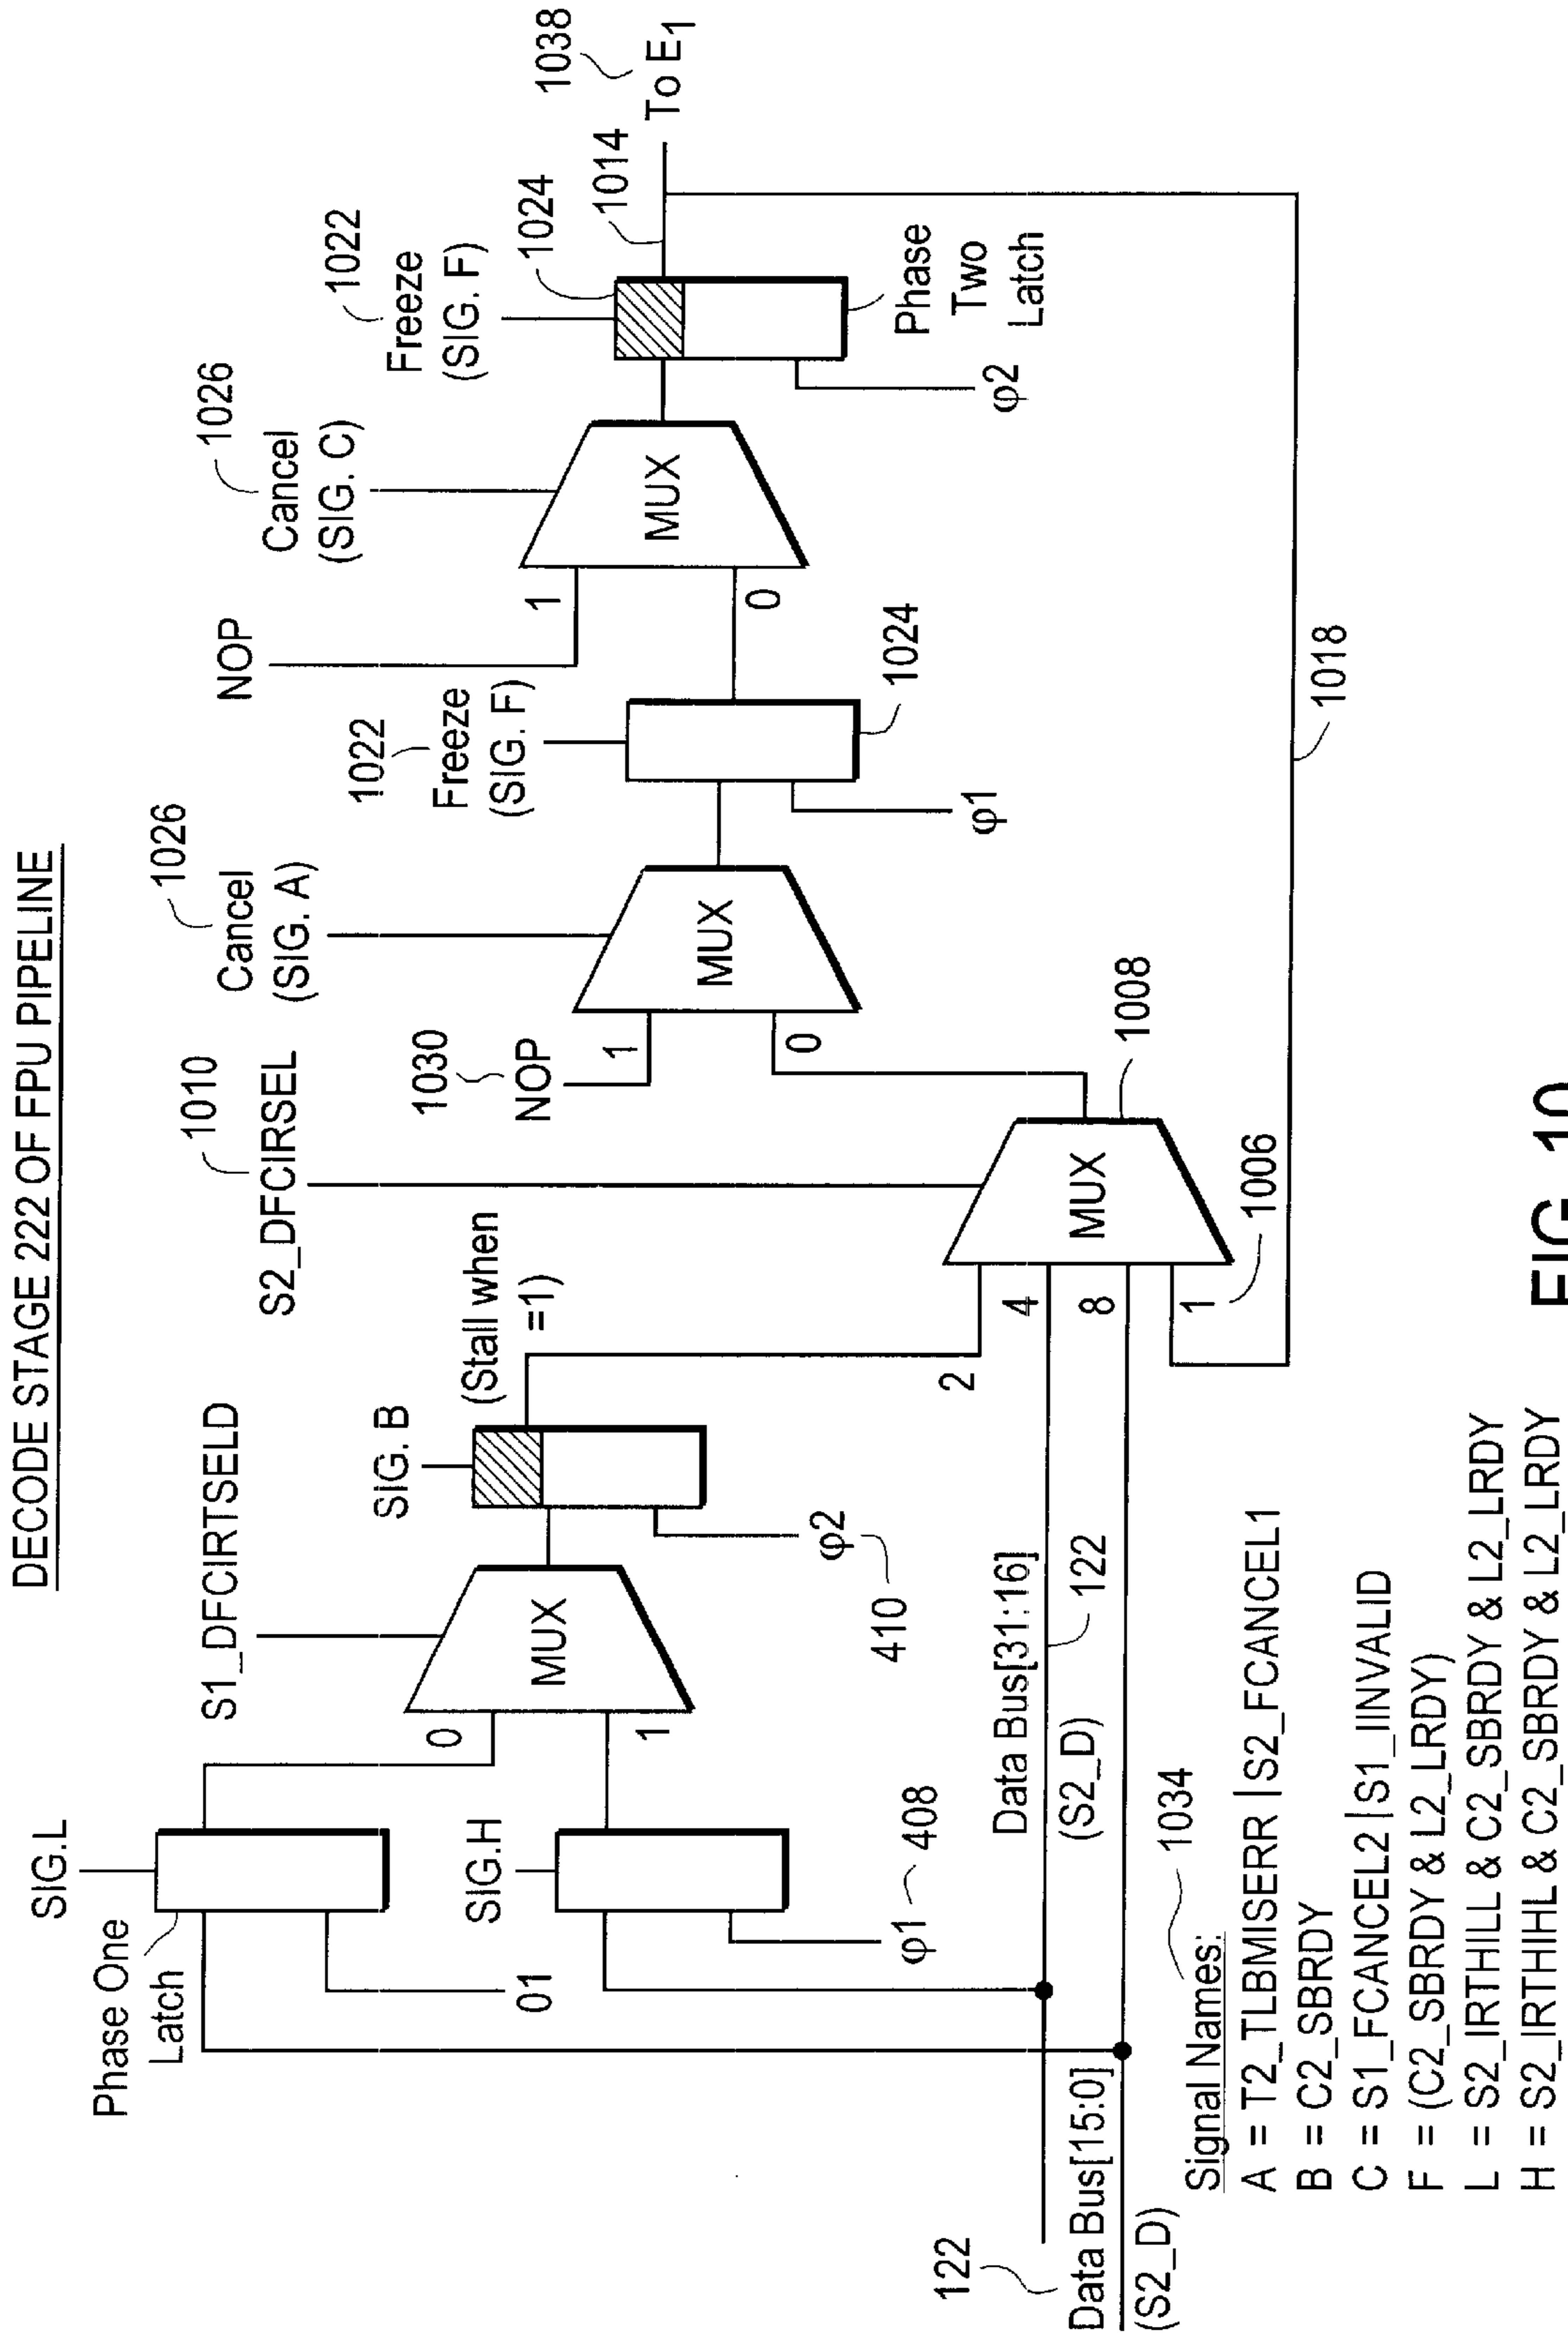 DECODE STAGE 222 OF FPU PIPELINE
SIG.L
Phase One
Latch
01
SIG.H
φ1
408
S1_DFCIRTSELD
0
1
MUX
SIG. B
(Stall when
=1)
φ2
410
122
Data Bus[15:0]
(S2_D)
Data Bus[31:16]
(S2_D)
122
1010
S2_DFCIRSEL
2
4
8
1
MUX
1008
1006
1030
NOP
1
0
1026
Cancel
(SIG. A)
MUX
1022
Freeze
(SIG. F)
φ1
1024
NOP
1
0
1026
Cancel
(SIG. C)
MUX
1022
Freeze
(SIG. F)
1024
1014
φ2
Phase
Two
Latch
1038
To E1
1018
Signal Names:
1034
A = T2_TLBMISERR | S2_FCANCEL1
B = C2_SBRDY
C = S1_FCANCEL2 | S1_IINVALID
F = (C2_SBRDY & L2_LRDY)
L = S2_IRTHILL & C2_SBRDY & L2_LRDY
H = S2_IRTHIHL & C2_SBRDY & L2_LRDY
FIG. 10